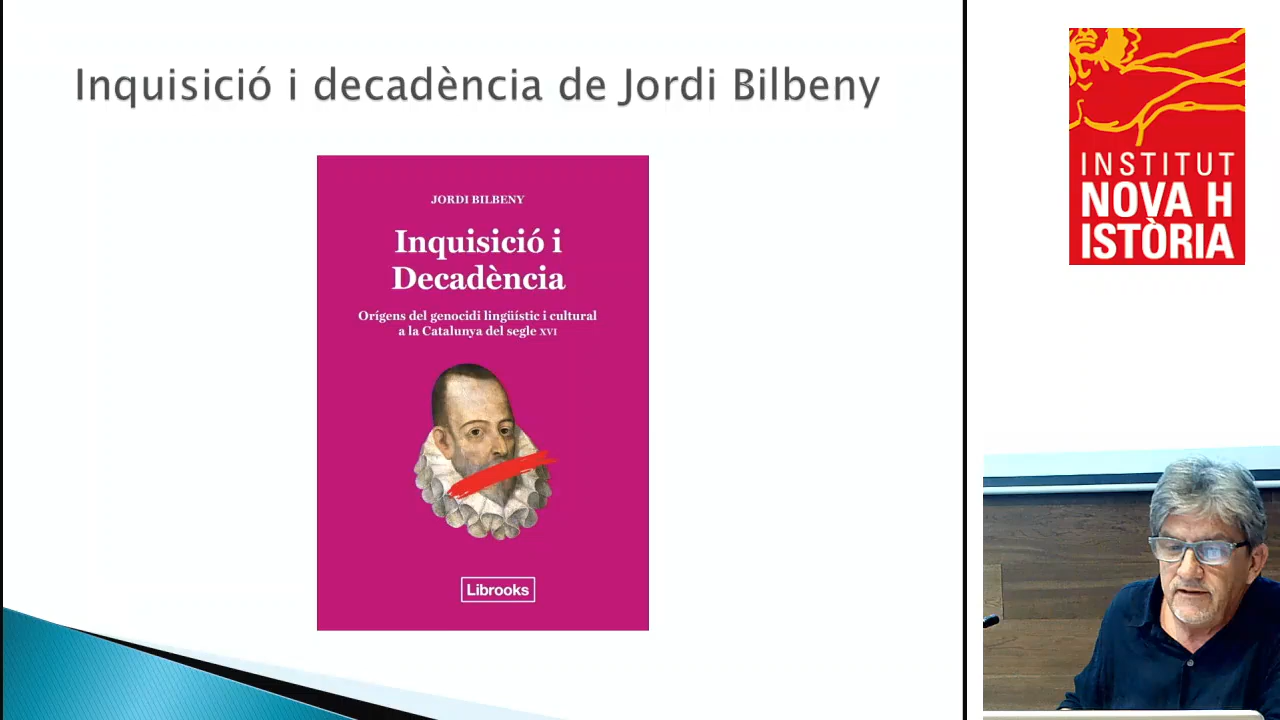 Inquisició i decadència de Jordi Bilbeny
JORDI BILBENY
Inquisició i
Decadència
Orígens del genocidi lingüístic i cultural
a la Catalunya del segle XVI
Librooks
INSTITUT
NOVA H
ISTÒRIA